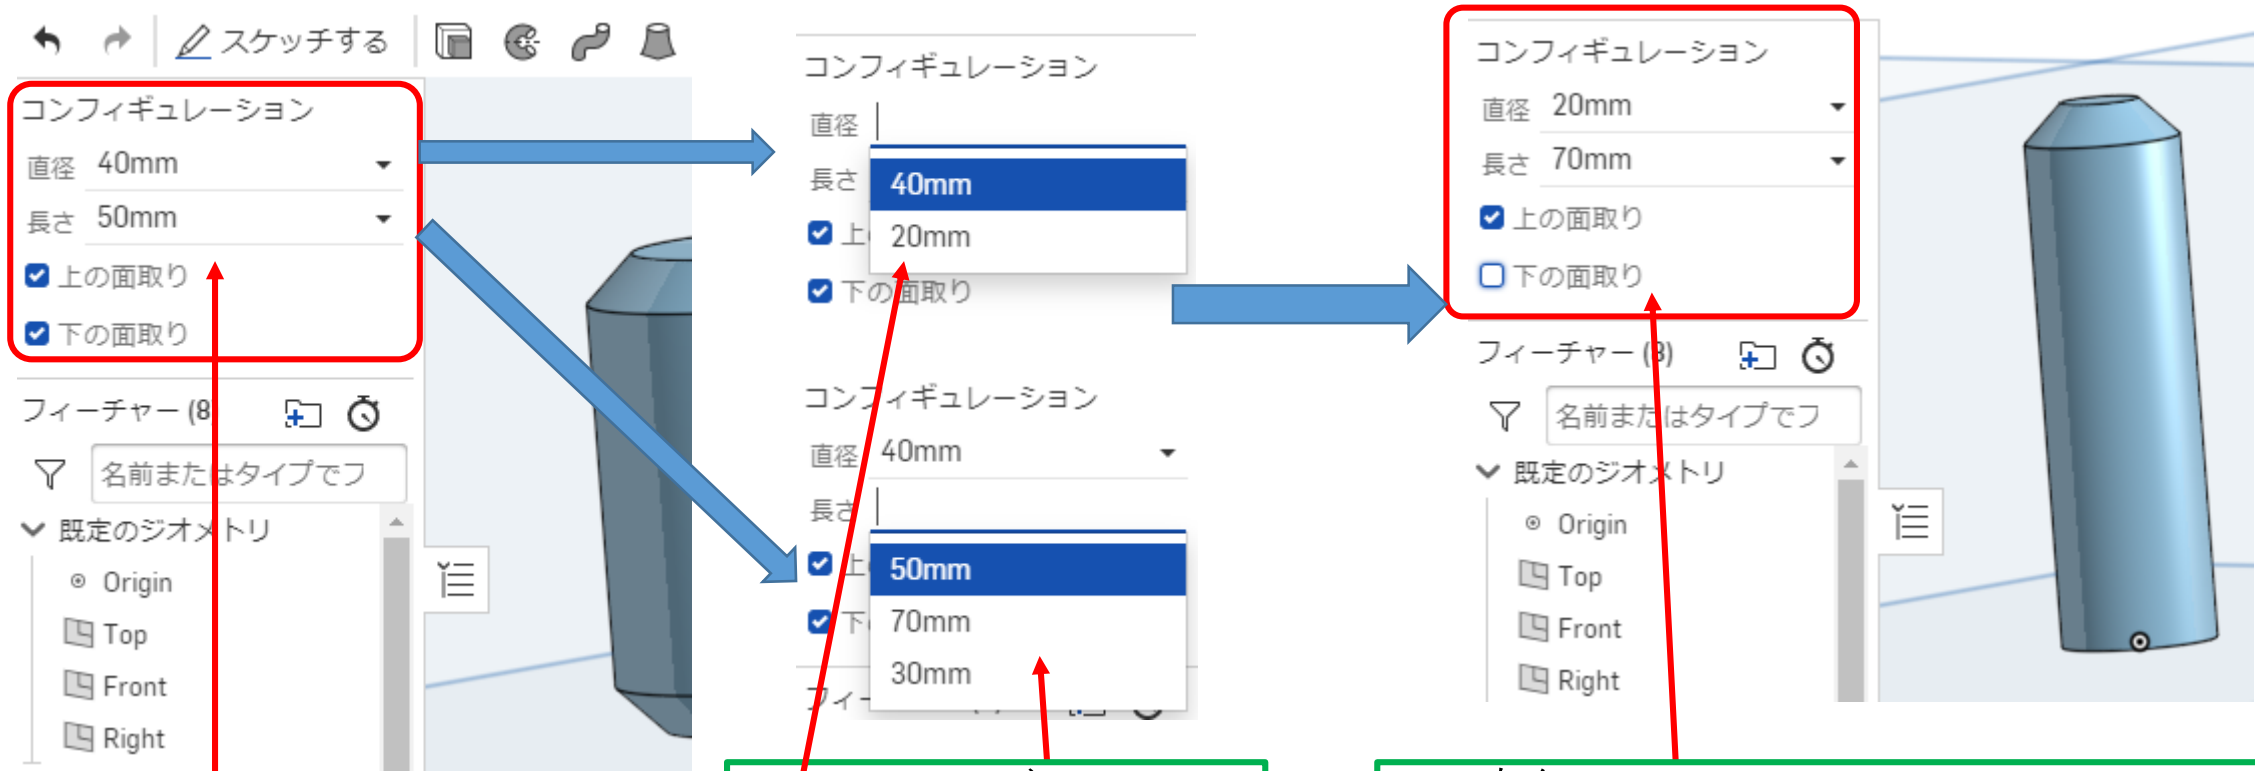 スケッチする
コンフィギュレーション
直径 40mm
長さ 50mm
上の面取り
下の面取り
フィーチャー (8)
名前またはタイプでフ
既定のジオメトリ
Origin
Top
Front
Right
コンフィギュレーション
直径
40mm
長さ
20mm
上
下の面取り
コンフィギュレーション
直径 40mm
長さ
50mm
上
70mm
下
30mm
フィー
コンフィギュレーション
直径 20mm
長さ 70mm
上の面取り
下の面取り
フィーチャー (8)
名前またはタイプでフ
既定のジオメトリ
Origin
Top
Front
Right